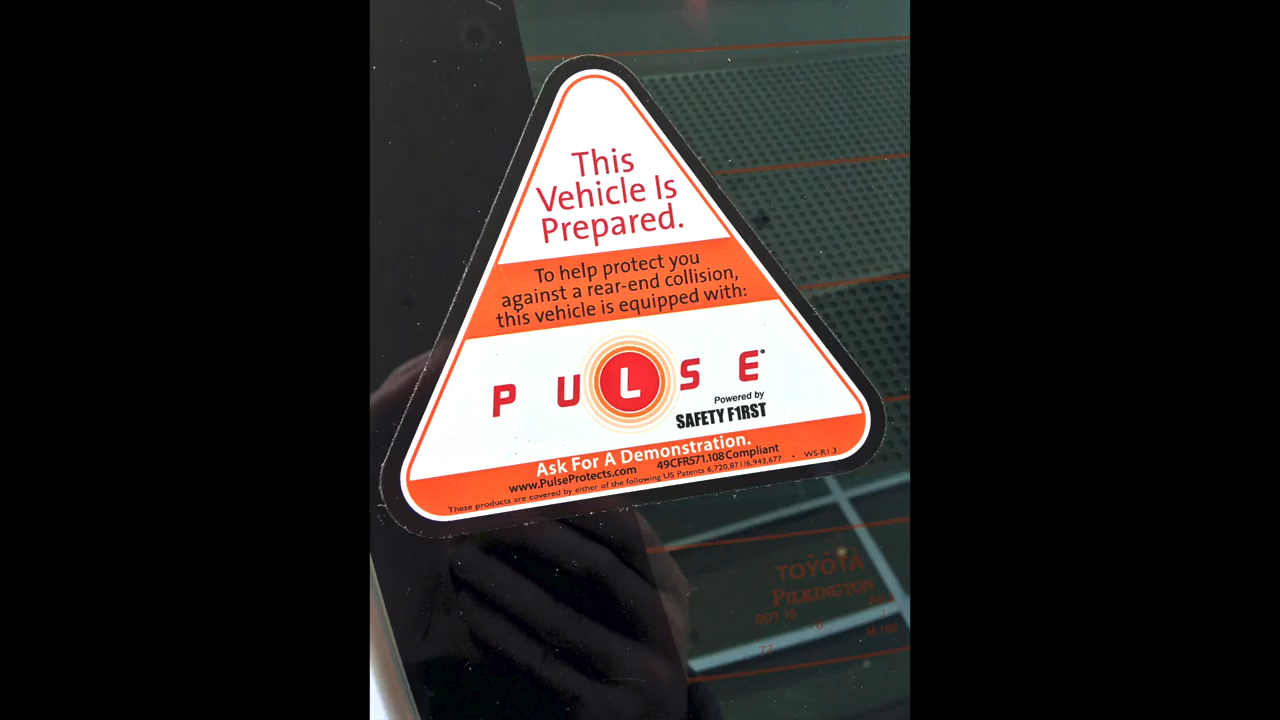 This
Vehicle Is
Prepared.
To help protect you
against a rear-end collision,
this vehicle is equipped with:
PULSE
Powered by
SAFETY F1RST
Ask For A Demonstration.
www.PulseProtects.com 49CFR571.108 Compliant
These products are covered by either of the following US Patents 6,720,871/6,943,677 • WS-R1.3
TOYOTA
PILKINGTON
DOT 15
M 162